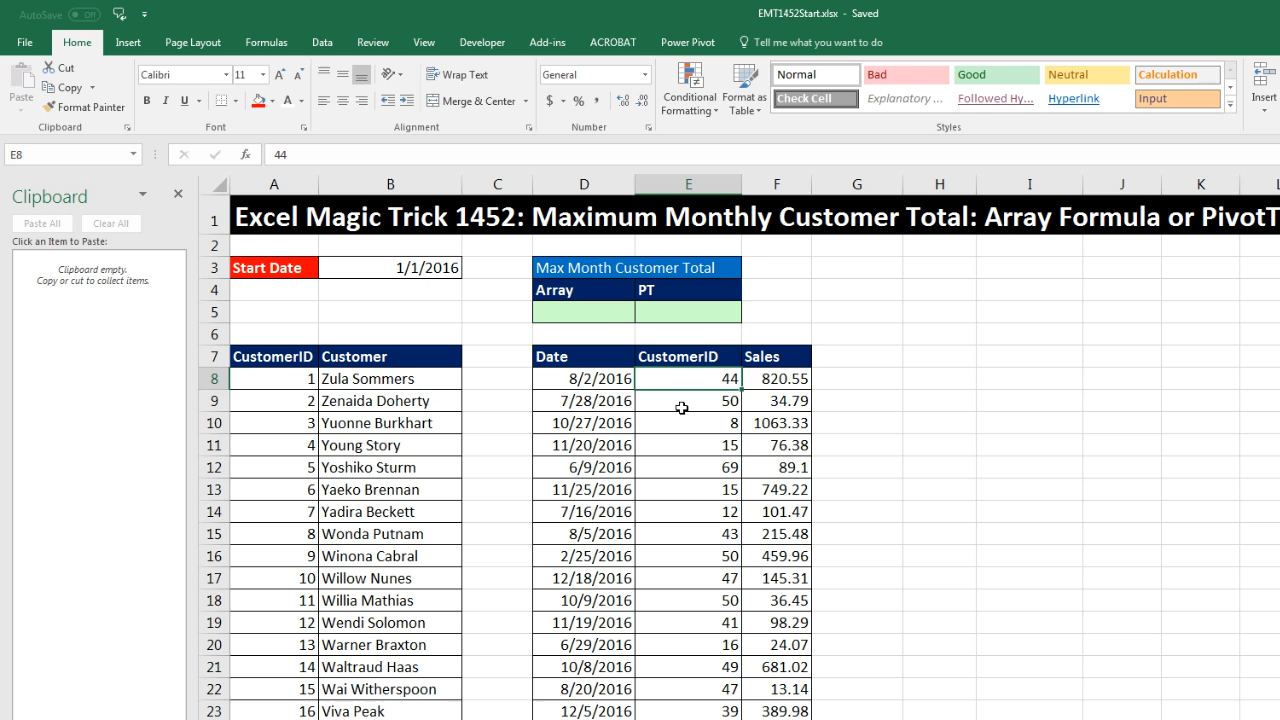 AutoSave Off
EMT1452Start.xlsx - Saved
File Home Insert Page Layout Formulas Data Review View Developer Add-ins ACROBAT Power Pivot Tell me what you want to do
Paste
Cut
Copy
Format Painter
Clipboard
Calibri 11
B I U
Font
Wrap Text
Merge & Center
Alignment
General
$ % ,
Number
Conditional Formatting
Format as Table
Normal Bad Good Neutral Calculation
Check Cell Explanatory ... Followed Hy... Hyperlink Input
Styles
Insert
E8 fx 44
Clipboard
Paste All Clear All
Click an Item to Paste:
Clipboard empty.
Copy or cut to collect items.
A B C D E F G H I J K L
1 Excel Magic Trick 1452: Maximum Monthly Customer Total: Array Formula or PivotT
2
3 Start Date 1/1/2016 Max Month Customer Total
4 Array PT
5
6
7 CustomerID Customer Date CustomerID Sales
8 1 Zula Sommers 8/2/2016 44 820.55
9 2 Zenaida Doherty 7/28/2016 50 34.79
10 3 Yuonne Burkhart 10/27/2016 8 1063.33
11 4 Young Story 11/20/2016 15 76.38
12 5 Yoshiko Sturm 6/9/2016 69 89.1
13 6 Yaeko Brennan 11/25/2016 15 749.22
14 7 Yadira Beckett 7/16/2016 12 101.47
15 8 Wonda Putnam 8/5/2016 43 215.48
16 9 Winona Cabral 2/25/2016 50 459.96
17 10 Willow Nunes 12/18/2016 47 145.31
18 11 Willia Mathias 10/9/2016 50 36.45
19 12 Wendi Solomon 11/19/2016 41 98.29
20 13 Warner Braxton 6/29/2016 16 24.07
21 14 Waltraud Haas 10/8/2016 49 681.02
22 15 Wai Witherspoon 8/20/2016 47 13.14
23 16 Viva Peak 12/5/2016 39 389.98